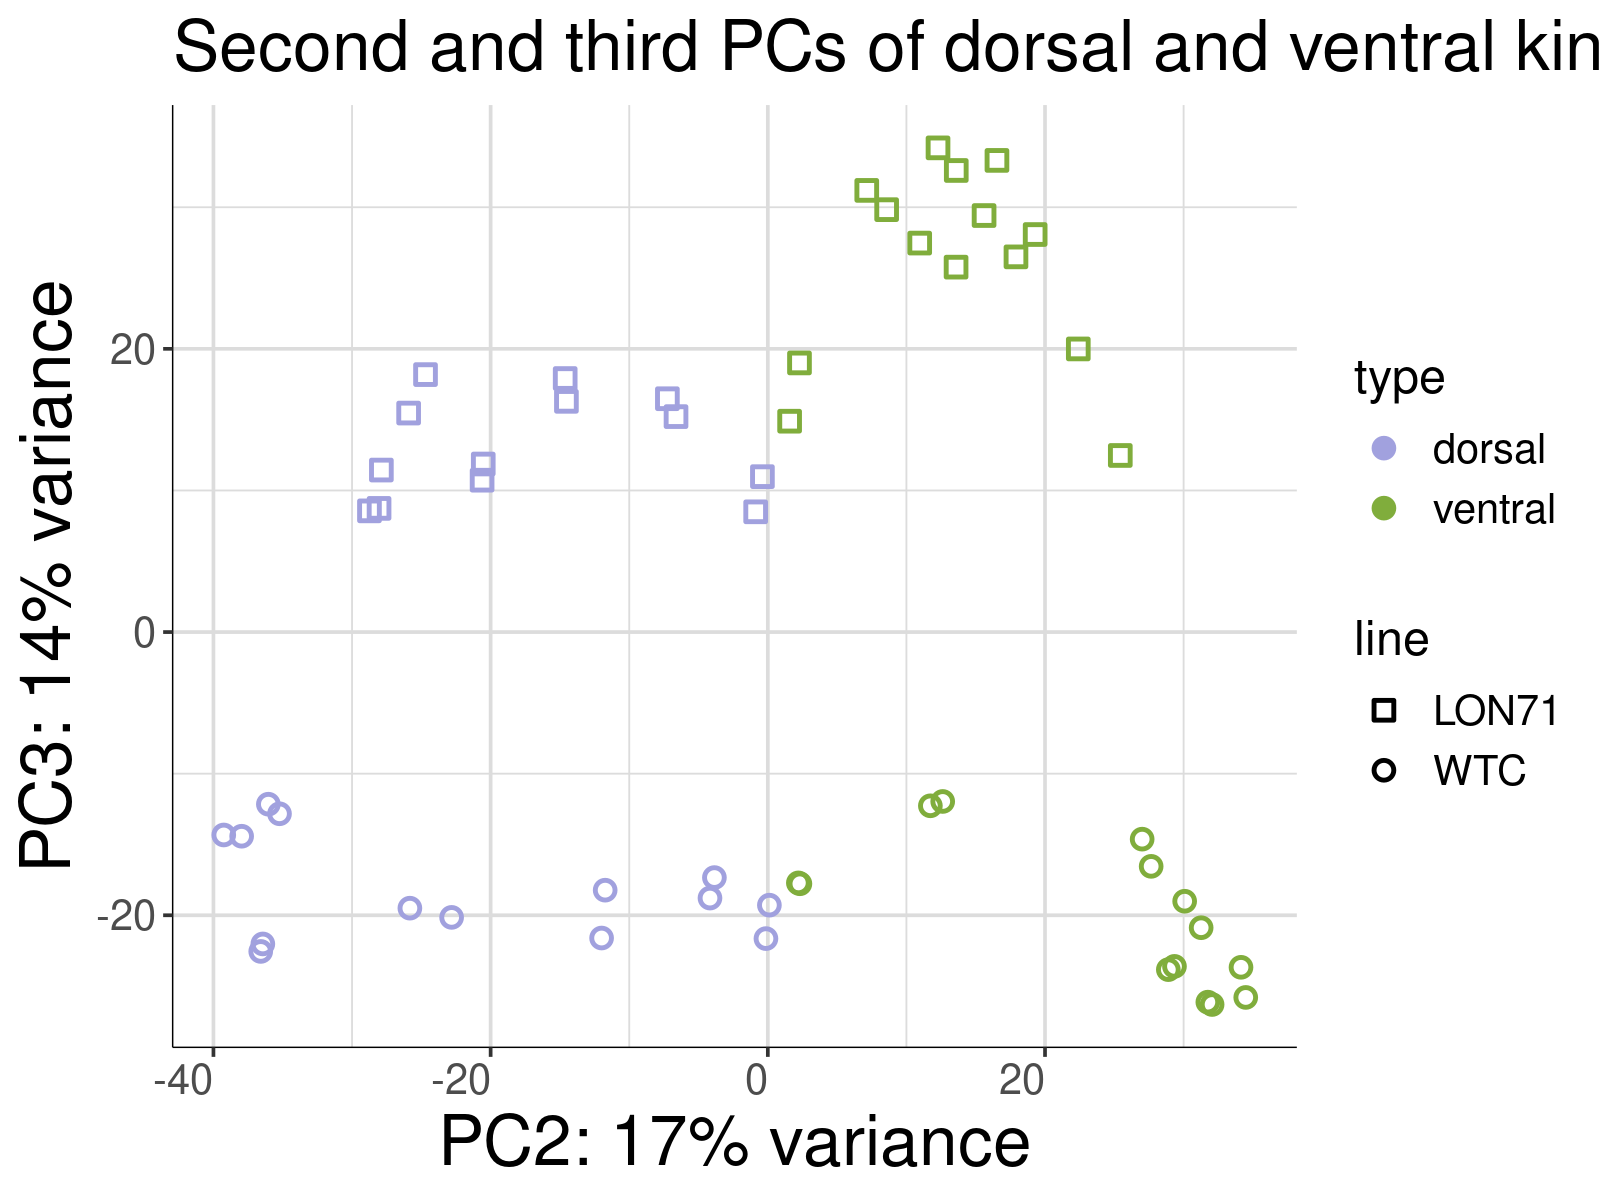 Second and third PCs of dorsal and ventral kin
PC3: 14% variance
20
0
-20
-40
-20
0
20
PC2: 17% variance
type
dorsal
ventral
line
LON71
WTC